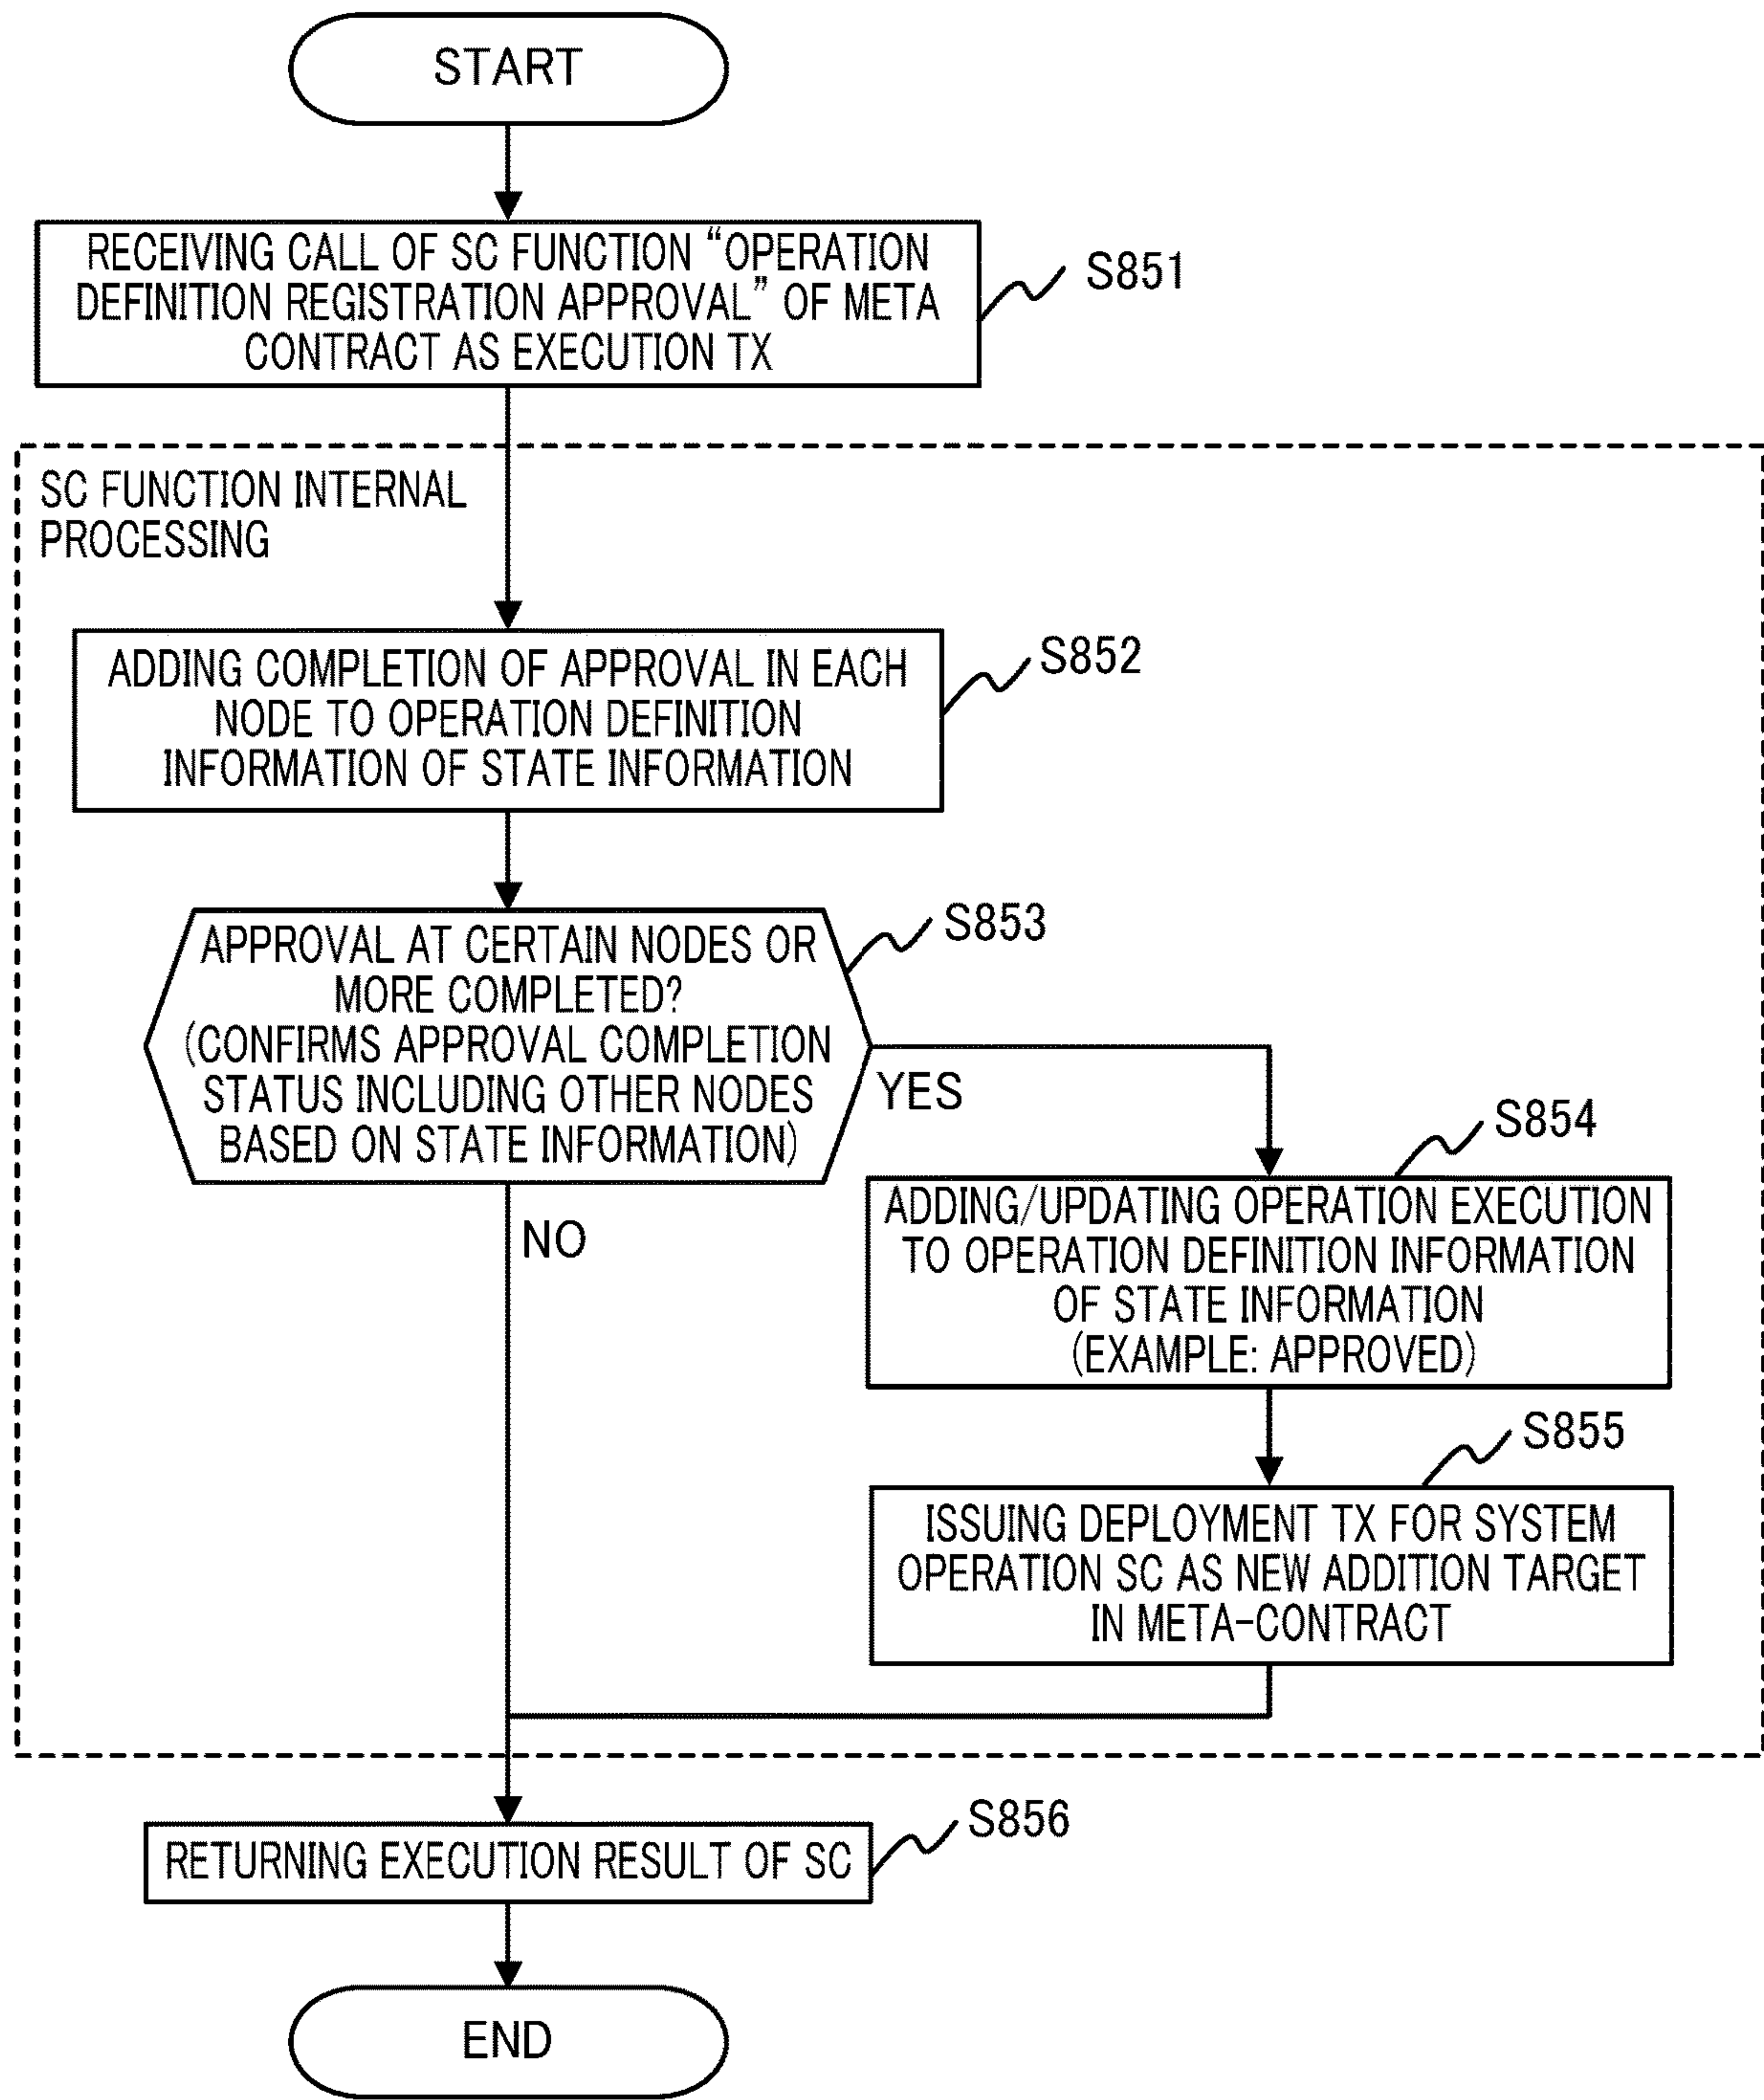 START
RECEIVING CALL OF SC FUNCTION “OPERATION
DEFINITION REGISTRATION APPROVAL” OF META
CONTRACT AS EXECUTION TX
S851
SC FUNCTION INTERNAL
PROCESSING
ADDING COMPLETION OF APPROVAL IN EACH
NODE TO OPERATION DEFINITION
INFORMATION OF STATE INFORMATION
S852
APPROVAL AT CERTAIN NODES OR
MORE COMPLETED?
(CONFIRMS APPROVAL COMPLETION
STATUS INCLUDING OTHER NODES
BASED ON STATE INFORMATION)
S853
YES
NO
S854
ADDING/UPDATING OPERATION EXECUTION
TO OPERATION DEFINITION INFORMATION
OF STATE INFORMATION
(EXAMPLE: APPROVED)
S855
ISSUING DEPLOYMENT TX FOR SYSTEM
OPERATION SC AS NEW ADDITION TARGET
IN META-CONTRACT
RETURNING EXECUTION RESULT OF SC
S856
END